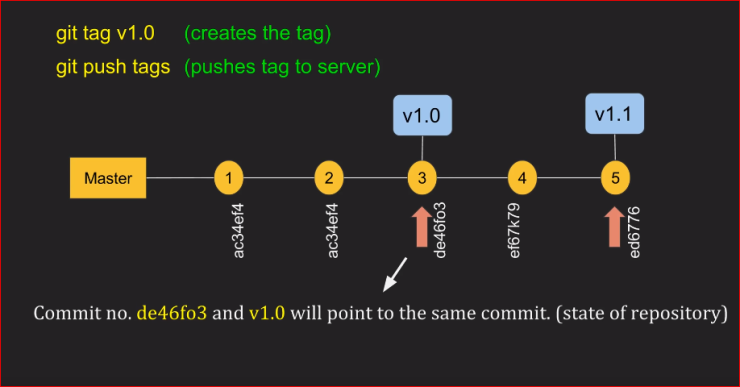 git tag v1.0 (creates the tag)
git push tags (pushes tag to server)
v1.0
v1.1
Master
1
2
3
4
5
ac34ef4
ac34ef4
de46fo3
ef67k79
ed6776
Commit no. de46fo3 and v1.0 will point to the same commit. (state of repository)